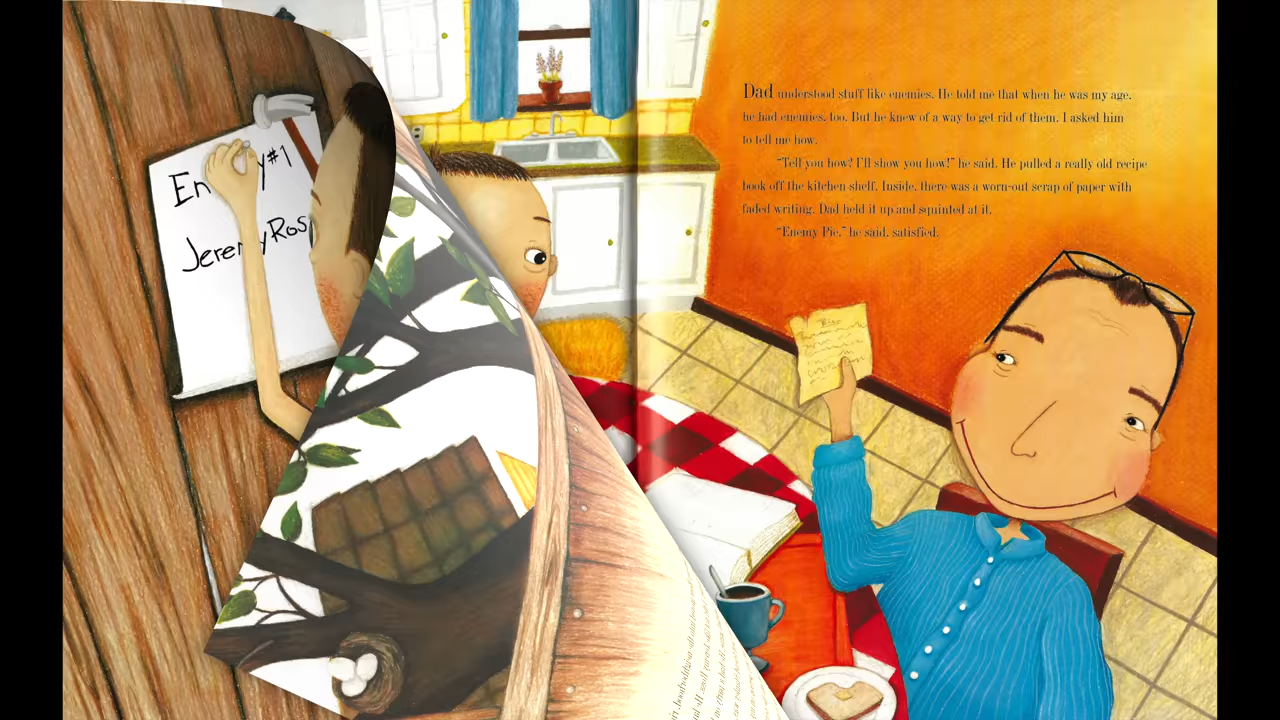 En y#1
JeremyRos
Dad understood stuff like enemies. He told me that when he was my age,
he had enemies, too. But he knew of a way to get rid of them. I asked him
to tell me how.
“Tell you how? I’ll show you how!” he said. He pulled a really old recipe
book off the kitchen shelf. Inside, there was a worn-out scrap of paper with
faded writing. Dad held it up and squinted at it.
“Enemy Pie,” he said, satisfied.